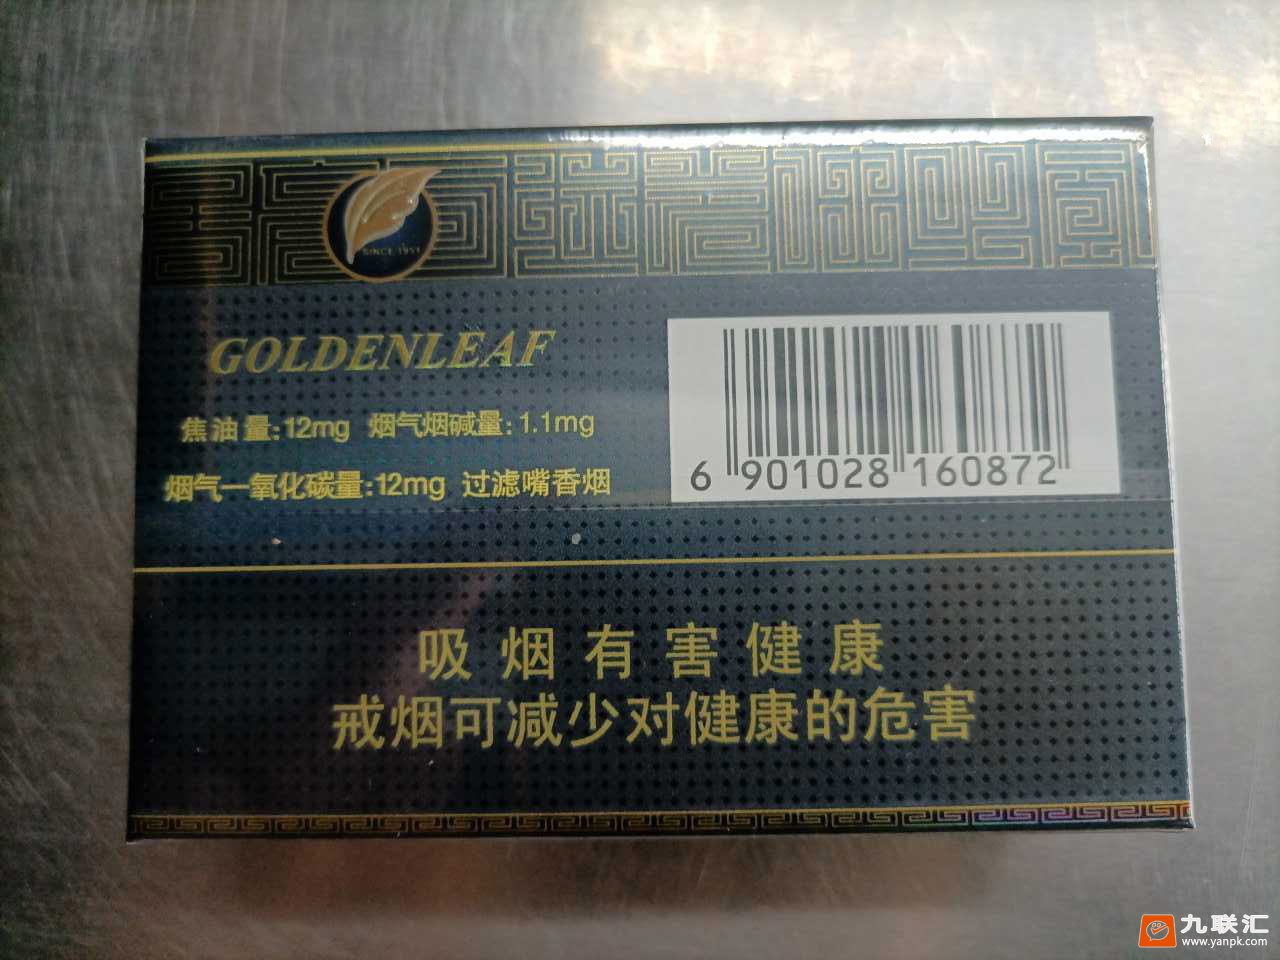 SINCE 1951
GOLDENLEAF
焦油量:12mg 烟气烟碱量:1.1mg
烟气一氧化碳量:12mg 过滤嘴香烟
6 901028 160872
吸烟有害健康
戒烟可减少对健康的危害
九联汇
www.yanpk.com